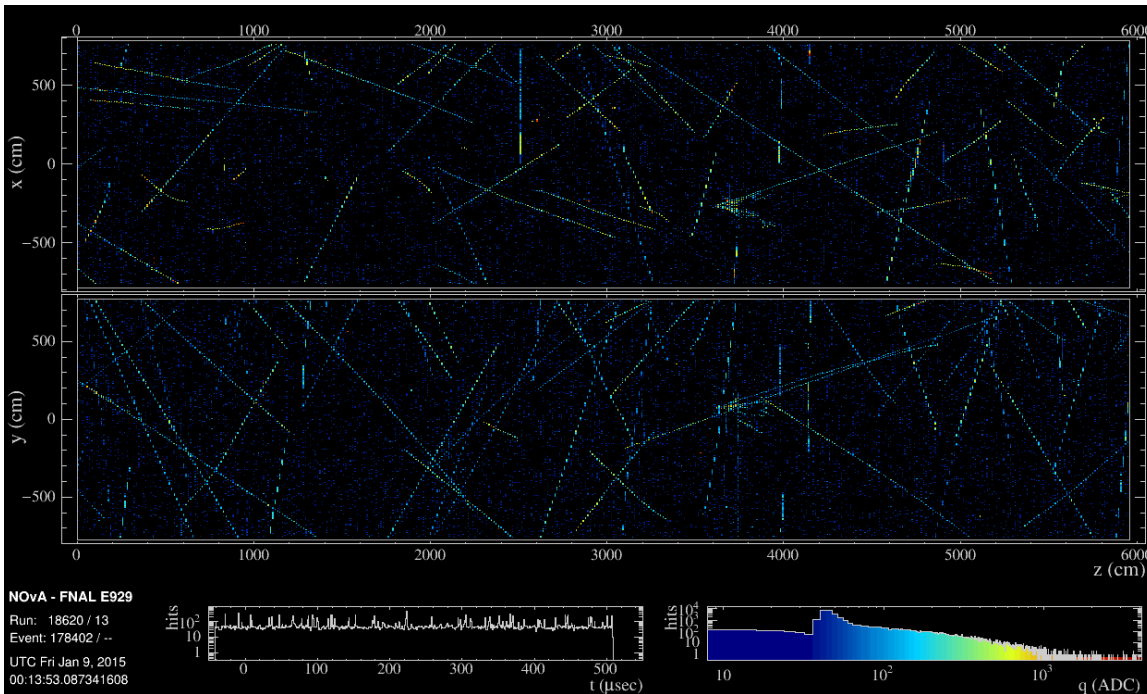 0 1000 2000 3000 4000 5000 6000
x (cm)
500
0
−500
y (cm)
500
0
−500
0 1000 2000 3000 4000 5000 6000
z (cm)
NOvA - FNAL E929
Run: 18620 / 13
Event: 178402 / --
UTC Fri Jan 9, 2015
00:13:53.087341608
hits
10²
10
1
0 100 200 300 400 500
t (μsec)
hits
10⁴
10³
10²
10
1
10 10² 10³
q (ADC)